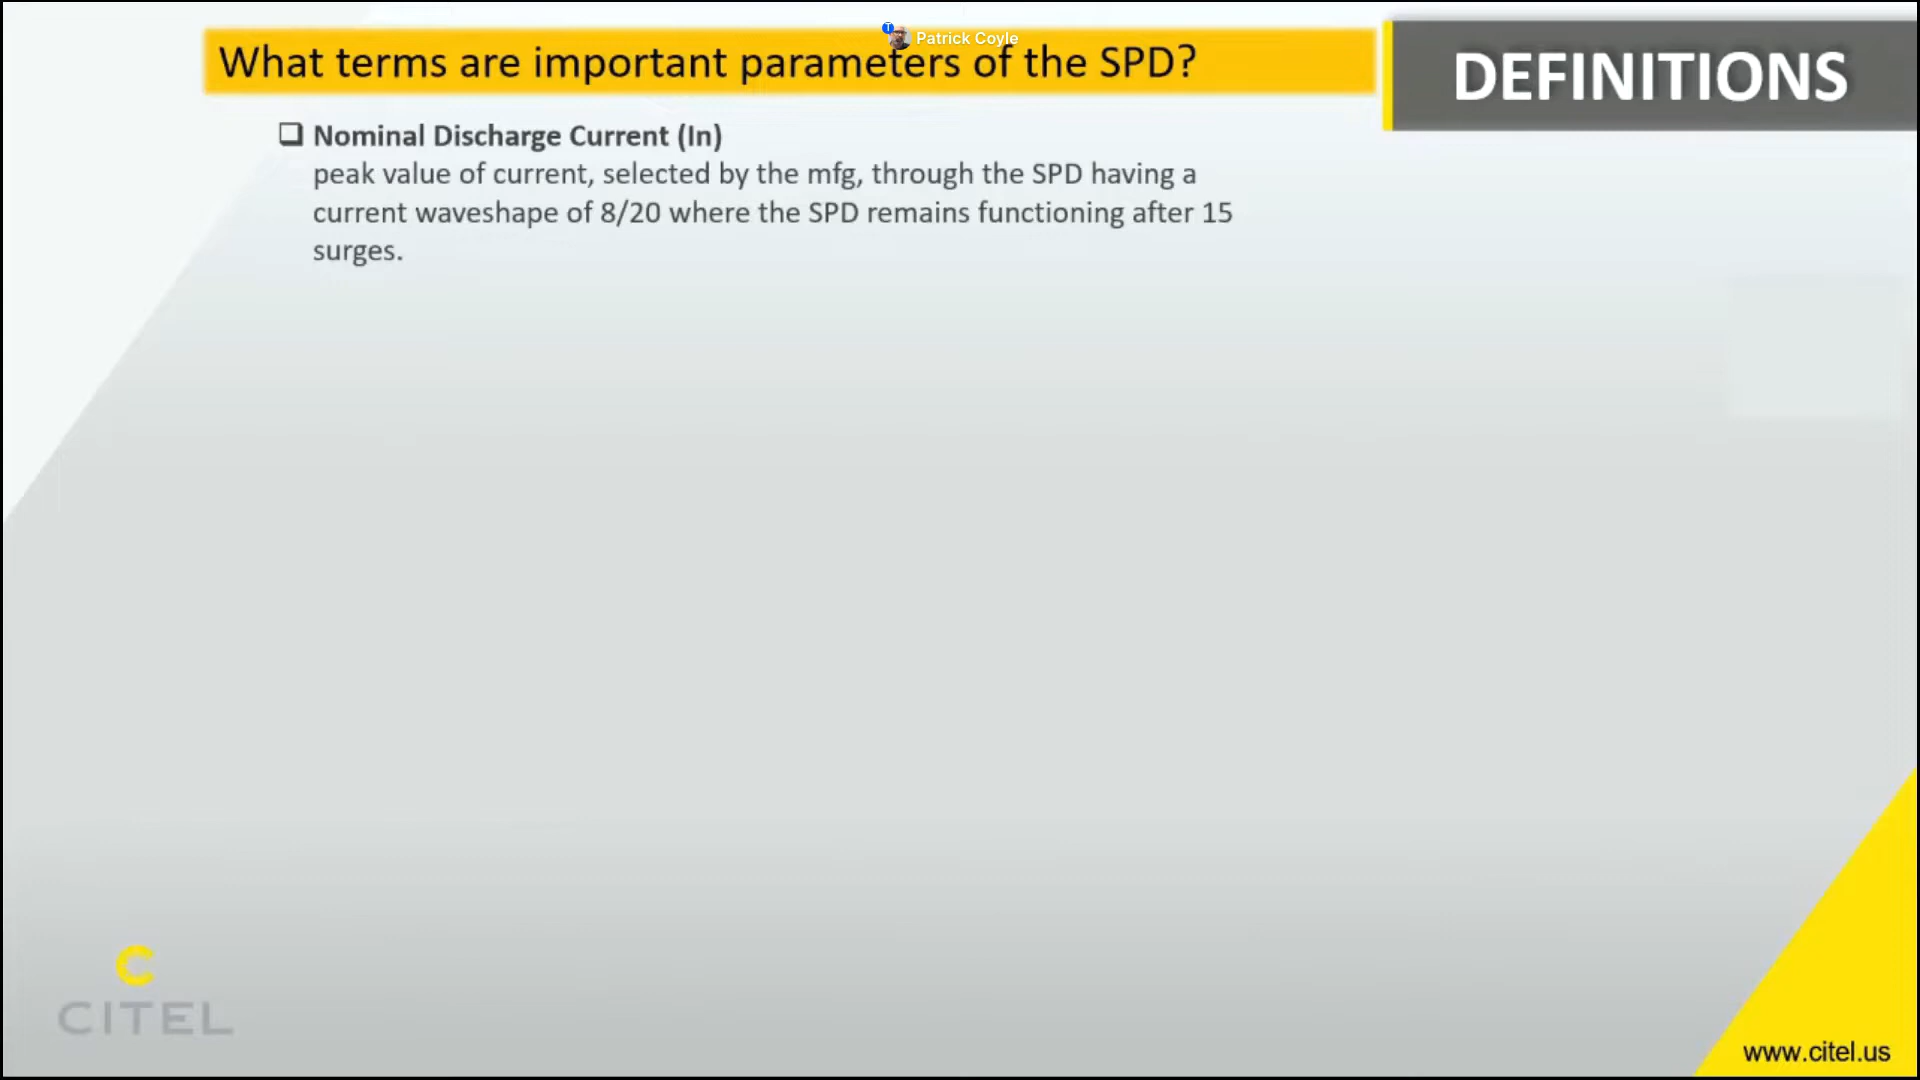 T
Patrick Coyle
What terms are important parameters of the SPD?
DEFINITIONS
❑ Nominal Discharge Current (In)
peak value of current, selected by the mfg, through the SPD having a
current waveshape of 8/20 where the SPD remains functioning after 15
surges.
C
CITEL
www.citel.us